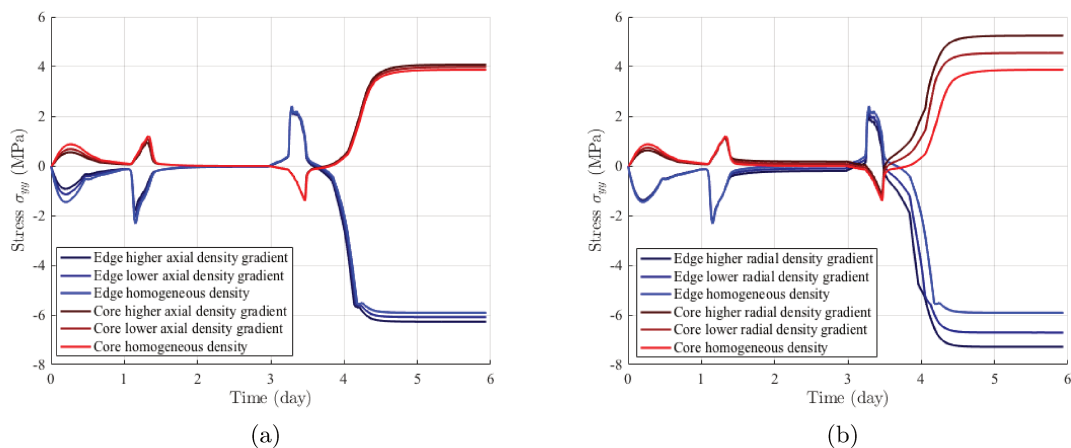 6
4
2
0
-2
-4
-6
-8
Stress σyy (MPa)
Edge higher axial density gradient
Edge lower axial density gradient
Edge homogeneous density
Core higher axial density gradient
Core lower axial density gradient
Core homogeneous density
0 1 2 3 4 5 6
Time (day)
(a)
6
4
2
0
-2
-4
-6
-8
Stress σyy (MPa)
Edge higher radial density gradient
Edge lower radial density gradient
Edge homogeneous density
Core higher radial density gradient
Core lower radial density gradient
Core homogeneous density
0 1 2 3 4 5 6
Time (day)
(b)